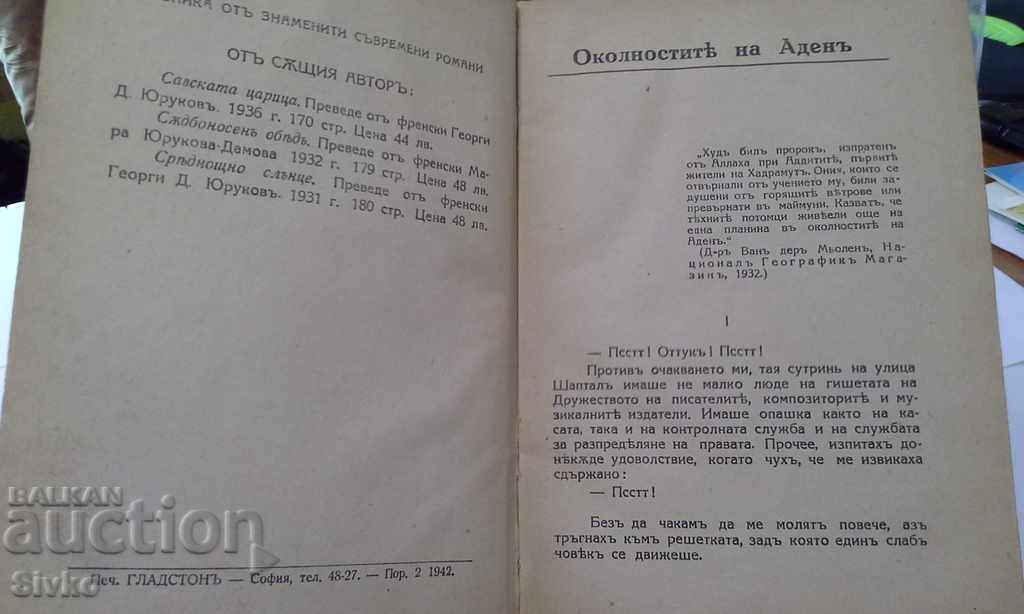 ОТЪ ЗНАМЕНИТИ СЪВРЕМЕНИ РОМАНИ
ОТЪ СѪЩИЯ АВТОРЪ:
Савската царица. Преведе отъ френски Георги
Д. Юруковъ. 1936 г. 170 стр. Цена 44 лв.
Сѫдбоносенъ обѣдъ. Преведе отъ френски Ма-
ра Юрукова-Дамова 1932 г. 179 стр. Цена 48 лв.
Срѣднощно слънце. Преведе отъ френски
Георги Д. Юруковъ. 1931 г. 180 стр. Цена 48 лв.
Печ. ГЛАДСТОНЪ — София, тел. 48-27. — Пор. 2 1942.
Околноститѣ на Аденъ
„Худъ билъ пророкъ, изпратенъ
отъ Аллаха при Аддититѣ, първитѣ
жители на Хадрамутъ. Ония, които се
отвърнали отъ учението му, били за-
душени отъ горящитѣ вѣтрове или
превърнати въ маймуни. Казватъ, че
тѣхнитѣ потомци живѣели още на
една планина въ околноститѣ на
Аденъ.“
(Д-ръ Ванъ деръ Мьоленъ, На-
ционалъ Географикъ Мага-
зинъ, 1932.)
I
— Псстт! Оттукъ! Псстт!
Противъ очакването ми, тая сутринь на улица
Шапталъ имаше не малко люде на гишетата на
Дружеството на писателитѣ, композиторитѣ и му-
зикалнитѣ издатели. Имаше опашка както на ка-
сата, така и на контролната служба и на службата
за разпредѣляне на правата. Прочее, изпитахъ до-
нѣкѫде удоволствие, когато чухъ, че ме извикаха
сдържано:
— Псстт!
Безъ да чакамъ да ме молятъ повече, азъ
тръгнахъ къмъ решетката, задъ която единъ слабъ
човѣкъ се движеше.
BALKAN
auction
Sivko